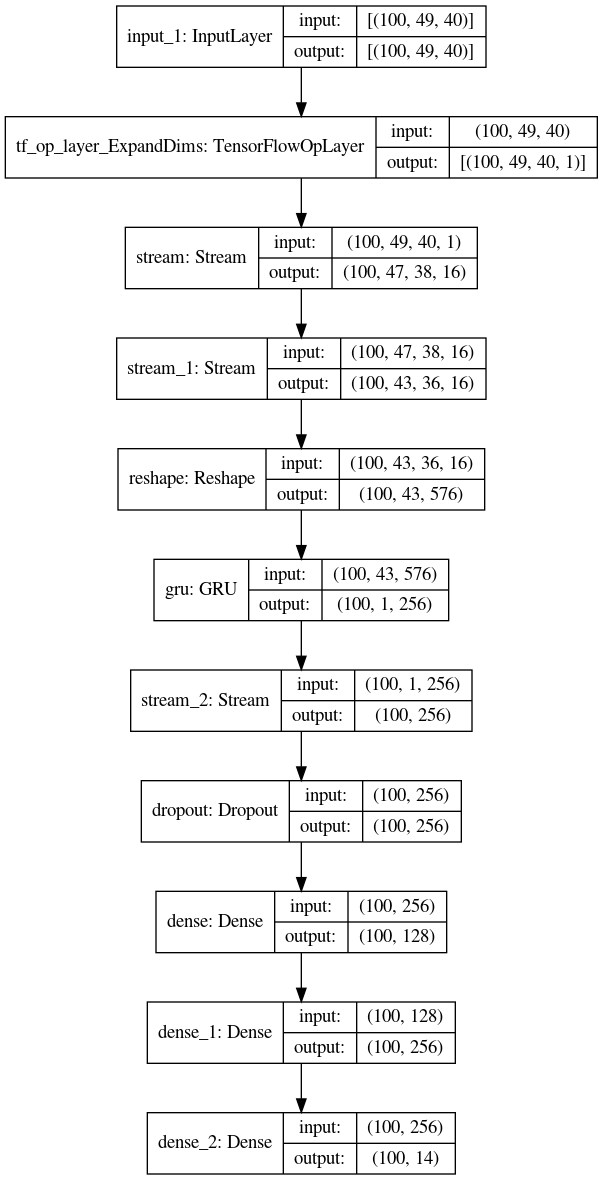 input_1: InputLayer
input: [(100, 49, 40)]
output: [(100, 49, 40)]
tf_op_layer_ExpandDims: TensorFlowOpLayer
input: (100, 49, 40)
output: [(100, 49, 40, 1)]
stream: Stream
input: (100, 49, 40, 1)
output: (100, 47, 38, 16)
stream_1: Stream
input: (100, 47, 38, 16)
output: (100, 43, 36, 16)
reshape: Reshape
input: (100, 43, 36, 16)
output: (100, 43, 576)
gru: GRU
input: (100, 43, 576)
output: (100, 1, 256)
stream_2: Stream
input: (100, 1, 256)
output: (100, 256)
dropout: Dropout
input: (100, 256)
output: (100, 256)
dense: Dense
input: (100, 256)
output: (100, 128)
dense_1: Dense
input: (100, 128)
output: (100, 256)
dense_2: Dense
input: (100, 256)
output: (100, 14)